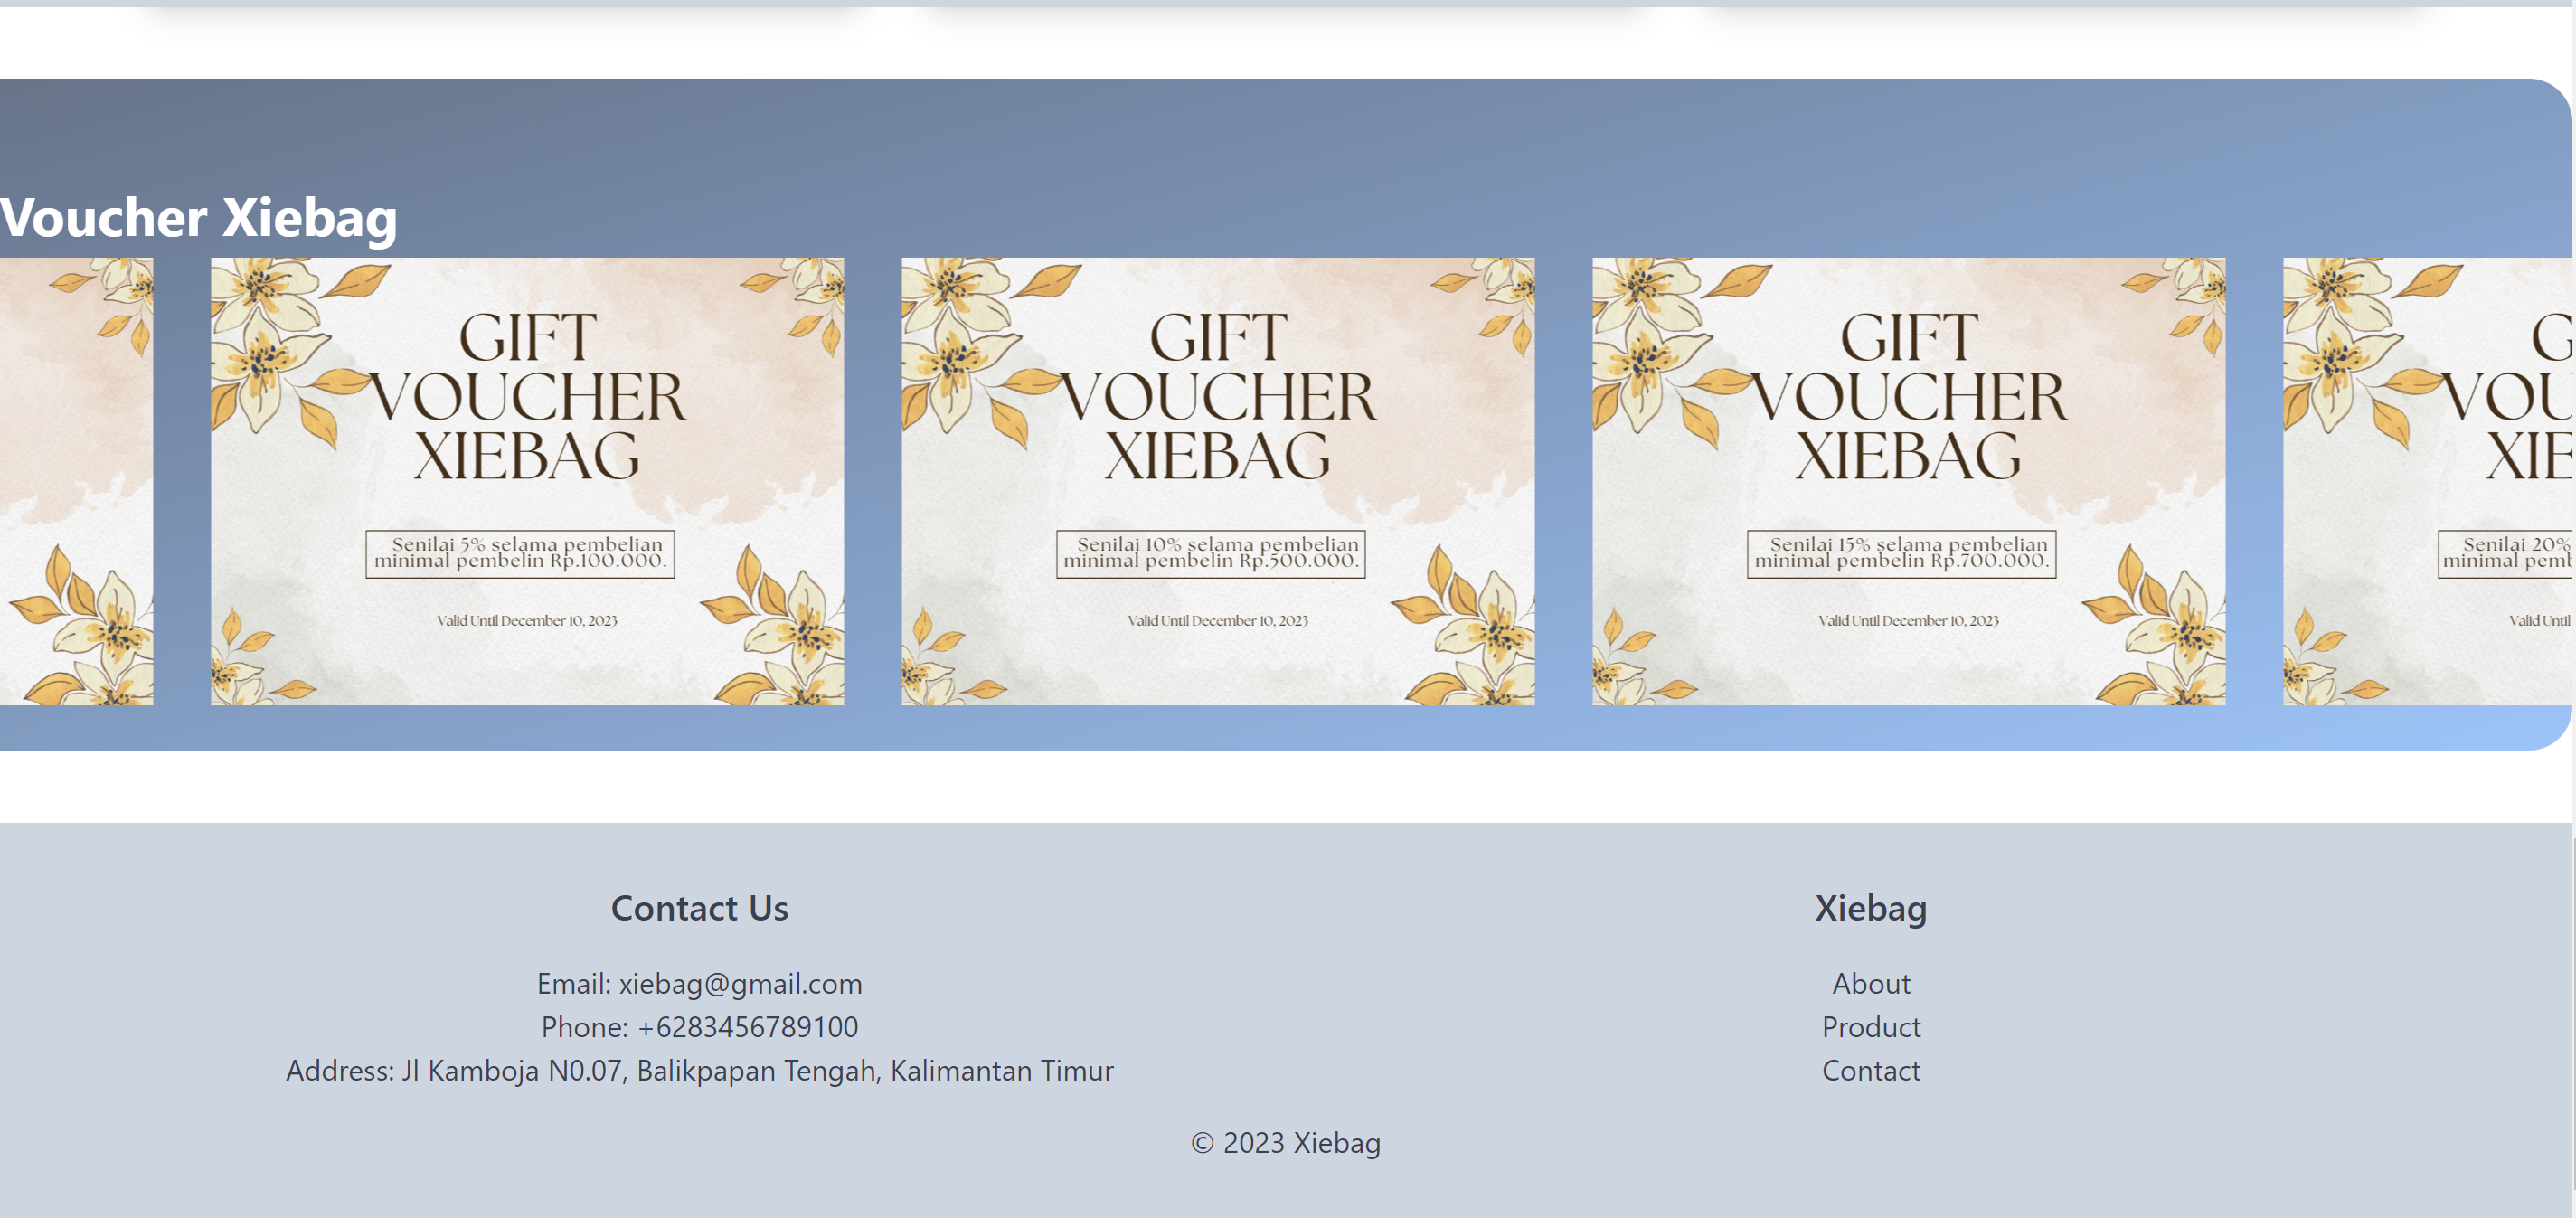 Voucher Xiebag
GIFT
VOUCHER
XIEBAG
Senilai 5% selama pembelian
minimal pembelin Rp.100.000.-
Valid Until December 10, 2023
GIFT
VOUCHER
XIEBAG
Senilai 10% selama pembelian
minimal pembelin Rp.500.000.-
Valid Until December 10, 2023
GIFT
VOUCHER
XIEBAG
Senilai 15% selama pembelian
minimal pembelin Rp.700.000.-
Valid Until December 10, 2023
G
VOU
XIE
Senilai 20%
minimal pemb
Valid Until
Contact Us
Email: xiebag@gmail.com
Phone: +6283456789100
Address: Jl Kamboja N0.07, Balikpapan Tengah, Kalimantan Timur
Xiebag
About
Product
Contact
© 2023 Xiebag